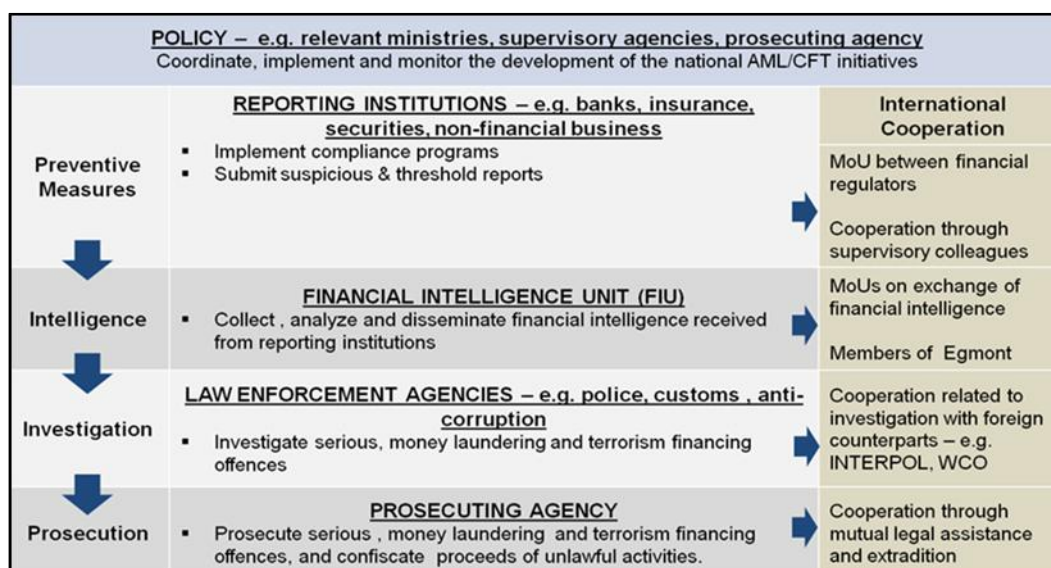 POLICY – e.g. relevant ministries, supervisory agencies, prosecuting agency
Coordinate, implement and monitor the development of the national AML/CFT initiatives
Preventive
Measures
REPORTING INSTITUTIONS – e.g. banks, insurance,
securities, non-financial business
▪ Implement compliance programs
▪ Submit suspicious & threshold reports
International
Cooperation
MoU between financial
regulators
Cooperation through
supervisory colleagues
Intelligence
FINANCIAL INTELLIGENCE UNIT (FIU)
▪ Collect , analyze and disseminate financial intelligence received
from reporting institutions
MoUs on exchange of
financial intelligence
Members of Egmont
Investigation
LAW ENFORCEMENT AGENCIES – e.g. police, customs , anti-
corruption
▪ Investigate serious, money laundering and terrorism financing
offences
Cooperation related to
investigation with foreign
counterparts – e.g.
INTERPOL, WCO
Prosecution
PROSECUTING AGENCY
▪ Prosecute serious , money laundering and terrorism financing
offences, and confiscate proceeds of unlawful activities.
Cooperation through
mutual legal assistance
and extradition